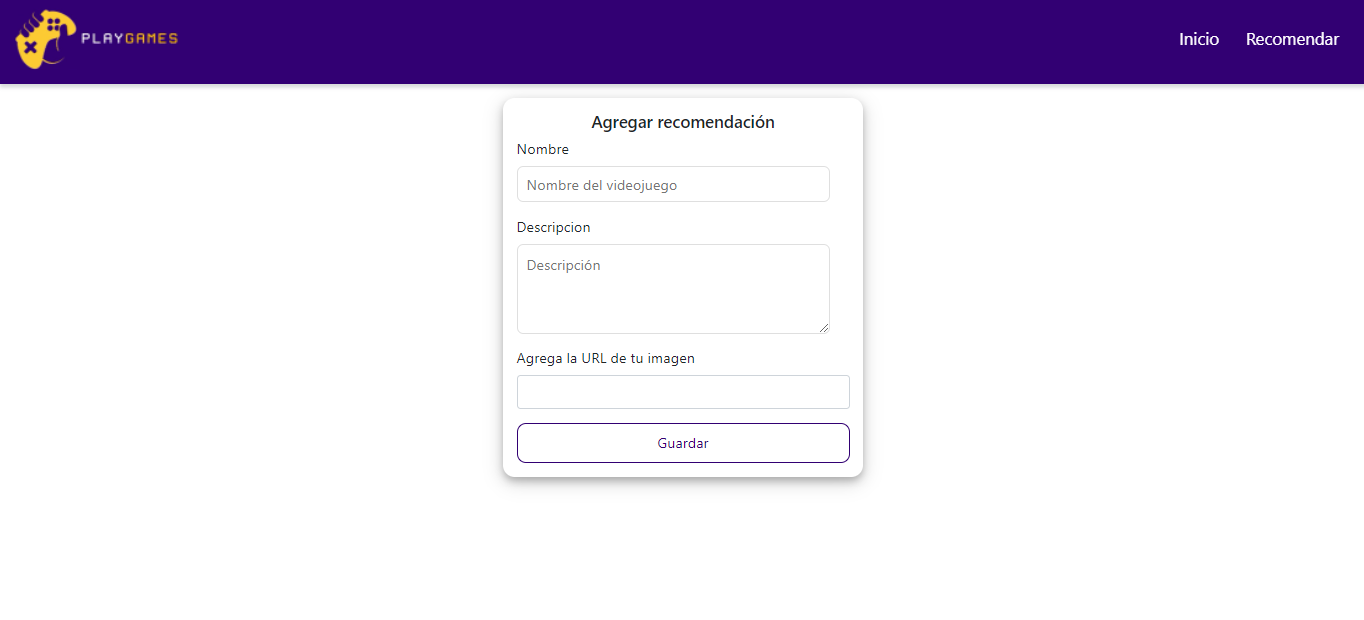 PLAYGAMES
Inicio Recomendar
Agregar recomendación
Nombre
Nombre del videojuego
Descripcion
Descripción
Agrega la URL de tu imagen
Guardar